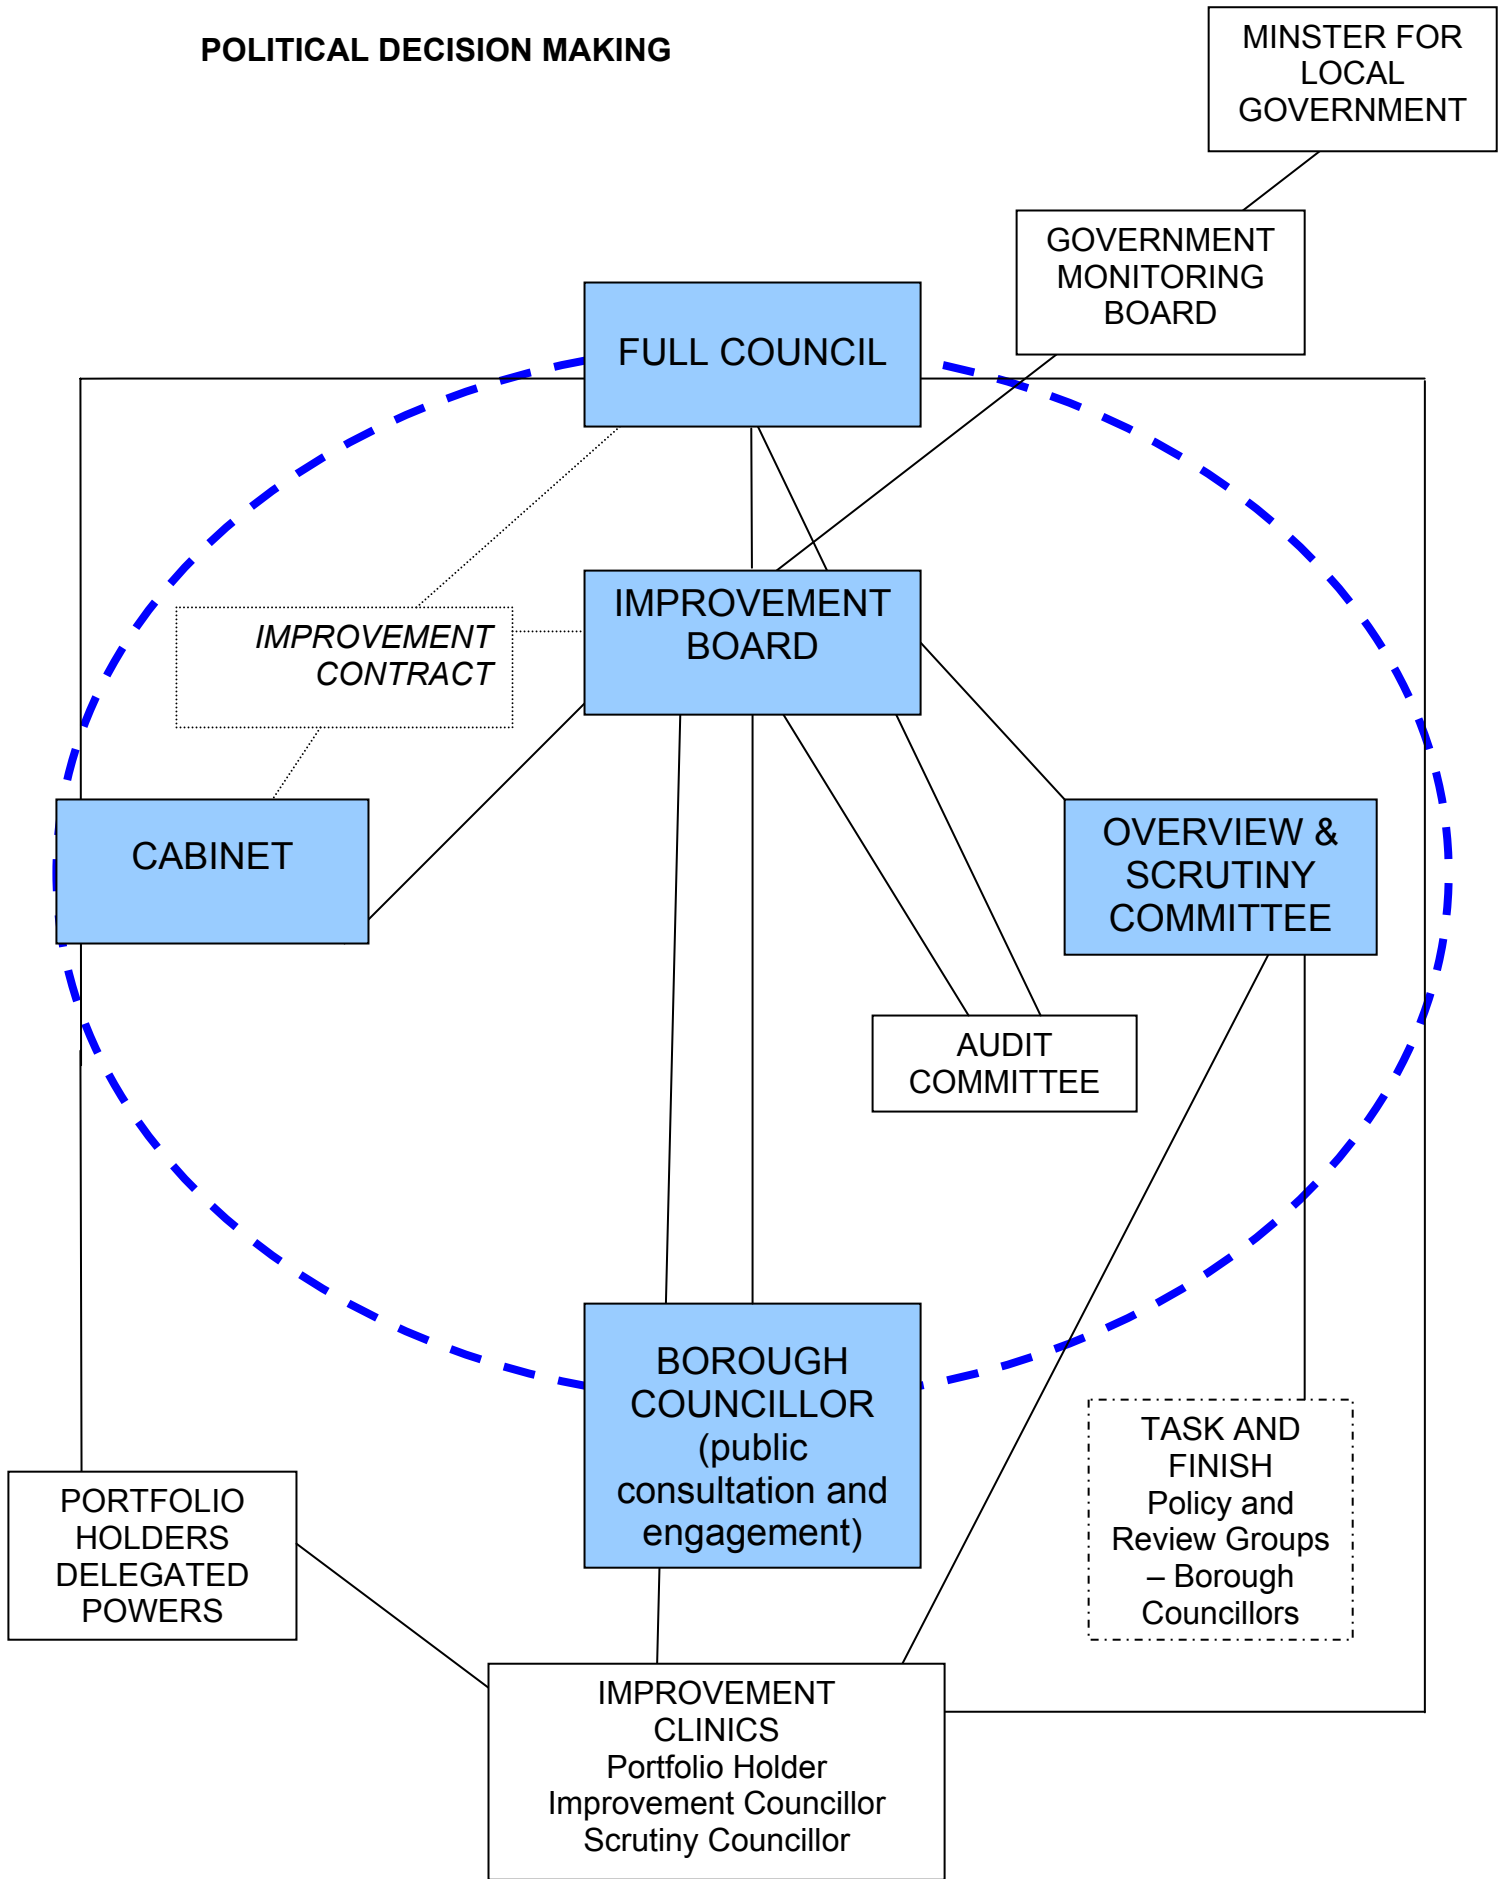 POLITICAL DECISION MAKING
MINSTER FOR
LOCAL
GOVERNMENT
GOVERNMENT
MONITORING
BOARD
FULL COUNCIL
IMPROVEMENT
BOARD
IMPROVEMENT
CONTRACT
CABINET
OVERVIEW &
SCRUTINY
COMMITTEE
AUDIT
COMMITTEE
BOROUGH
COUNCILLOR
(public
consultation and
engagement)
TASK AND
FINISH
Policy and
Review Groups
– Borough
Councillors
PORTFOLIO
HOLDERS
DELEGATED
POWERS
IMPROVEMENT
CLINICS
Portfolio Holder
Improvement Councillor
Scrutiny Councillor